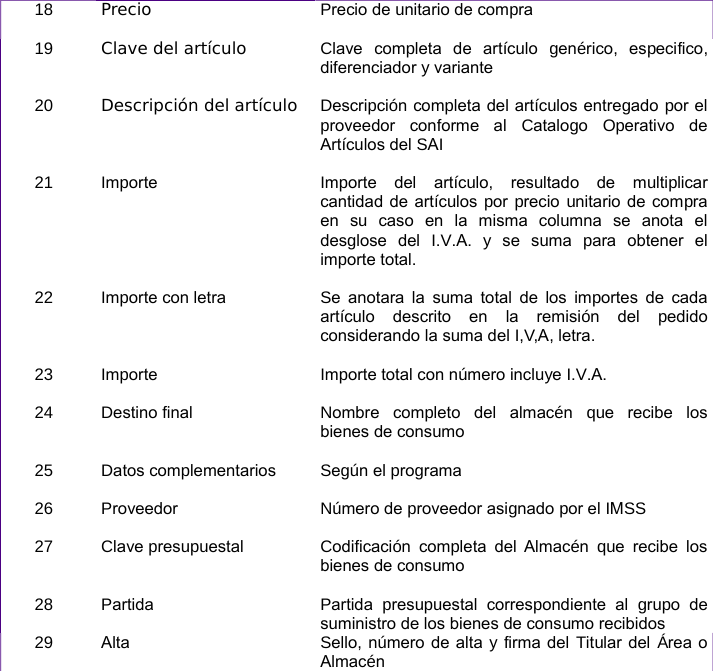 18 Precio Precio de unitario de compra
19 Clave del artículo Clave completa de artículo genérico, especifico,
diferenciador y variante
20 Descripción del artículo Descripción completa del artículos entregado por el
proveedor conforme al Catalogo Operativo de
Artículos del SAI
21 Importe Importe del artículo, resultado de multiplicar
cantidad de artículos por precio unitario de compra
en su caso en la misma columna se anota el
desglose del I.V.A. y se suma para obtener el
importe total.
22 Importe con letra Se anotara la suma total de los importes de cada
artículo descrito en la remisión del pedido
considerando la suma del I,V,A, letra.
23 Importe Importe total con número incluye I.V.A.
24 Destino final Nombre completo del almacén que recibe los
bienes de consumo
25 Datos complementarios Según el programa
26 Proveedor Número de proveedor asignado por el IMSS
27 Clave presupuestal Codificación completa del Almacén que recibe los
bienes de consumo
28 Partida Partida presupuestal correspondiente al grupo de
suministro de los bienes de consumo recibidos
29 Alta Sello, número de alta y firma del Titular del Área o
Almacén